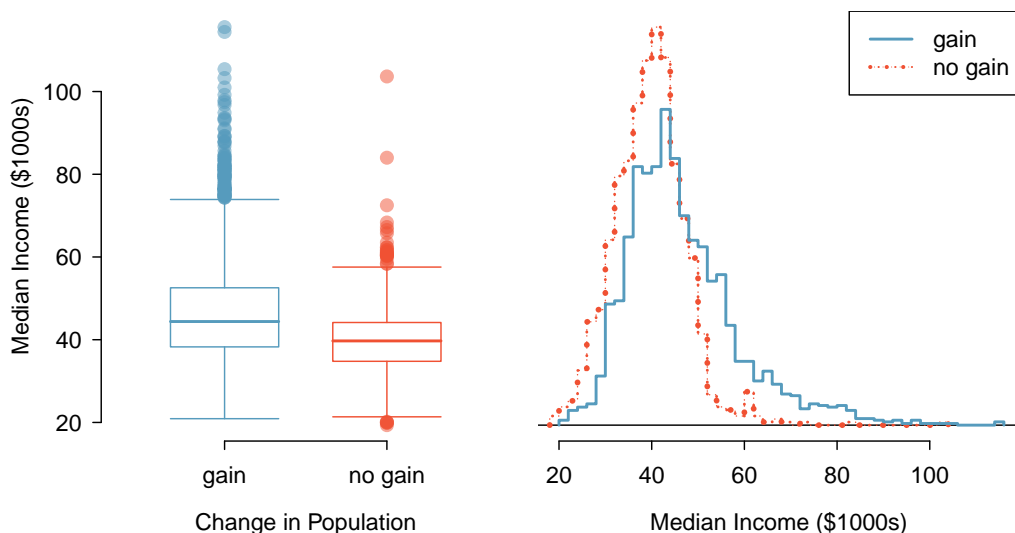 Median Income ($1000s)
100
80
60
40
20
gain
no gain
Change in Population
gain
no gain
20
40
60
80
100
Median Income ($1000s)